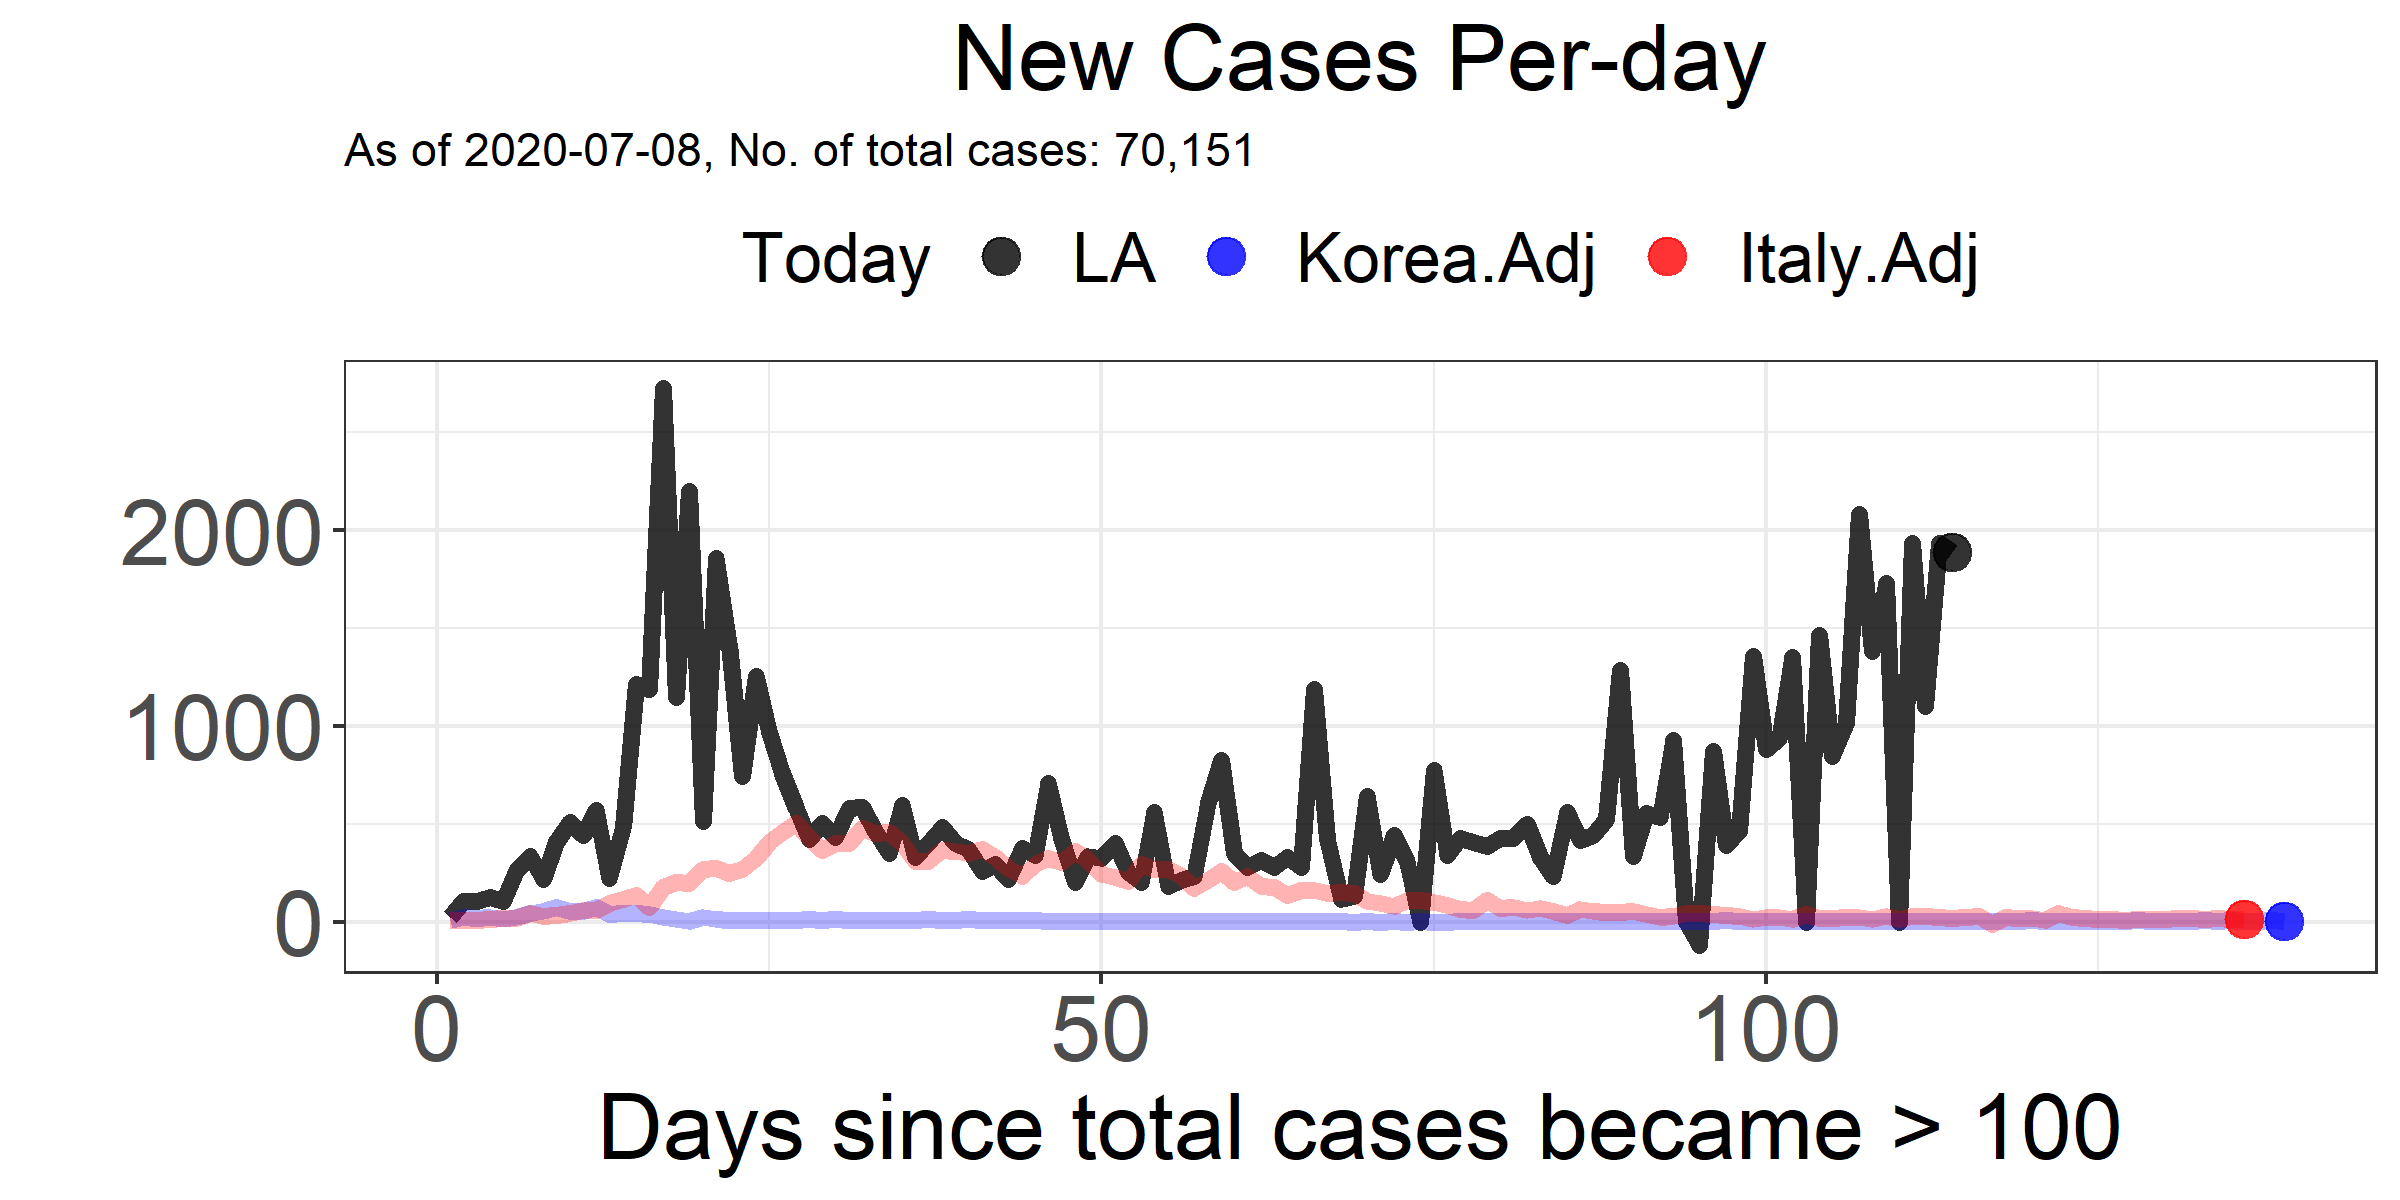 New Cases Per-day
As of 2020-07-08, No. of total cases: 70,151
Today LA Korea.Adj Italy.Adj
2000
1000
0
0 50 100
Days since total cases became > 100